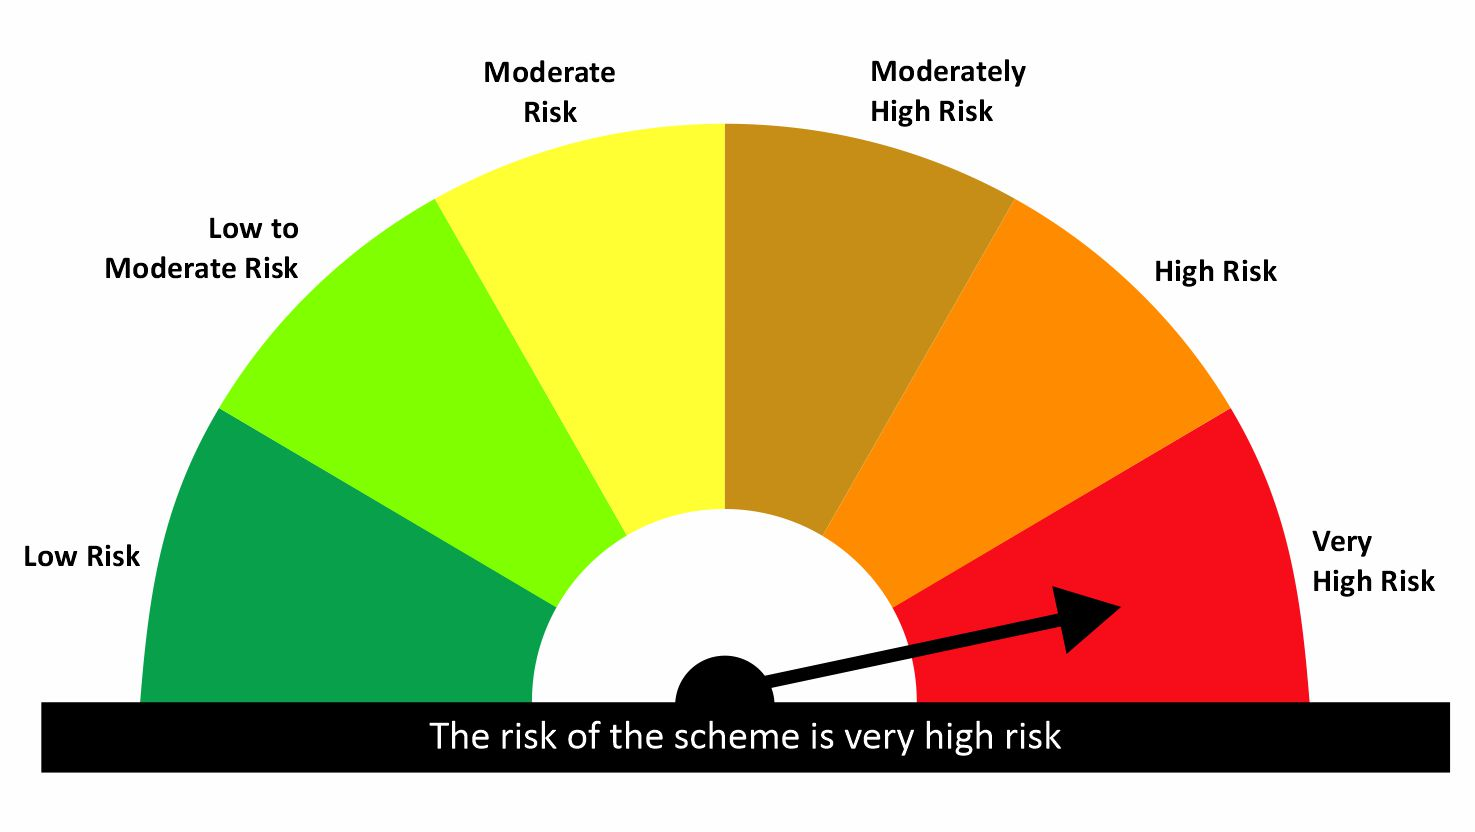 Moderate
Risk
Moderately
High Risk
Low to
Moderate Risk
High Risk
Low Risk
Very
High Risk
The risk of the scheme is very high risk